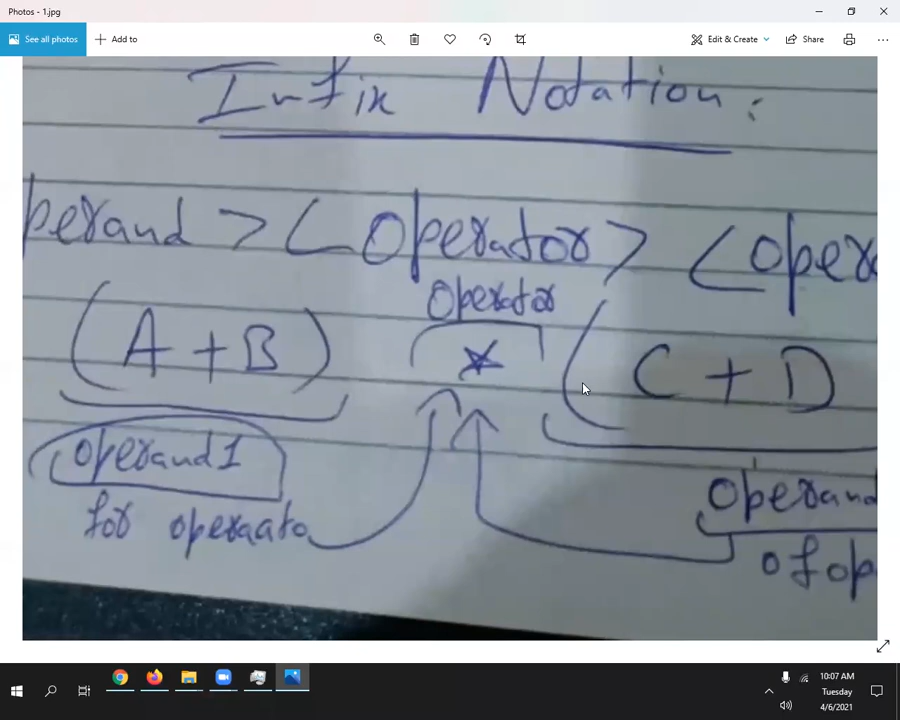 Photos - 1.jpg
See all photos
Add to
Edit & Create
Share
Infix Notation :
perand > < Operator > < Oper
Operator
(A + B) * (C + D
operand1
Operand
for operaato
of op
10:07 AM
Tuesday
4/6/2021